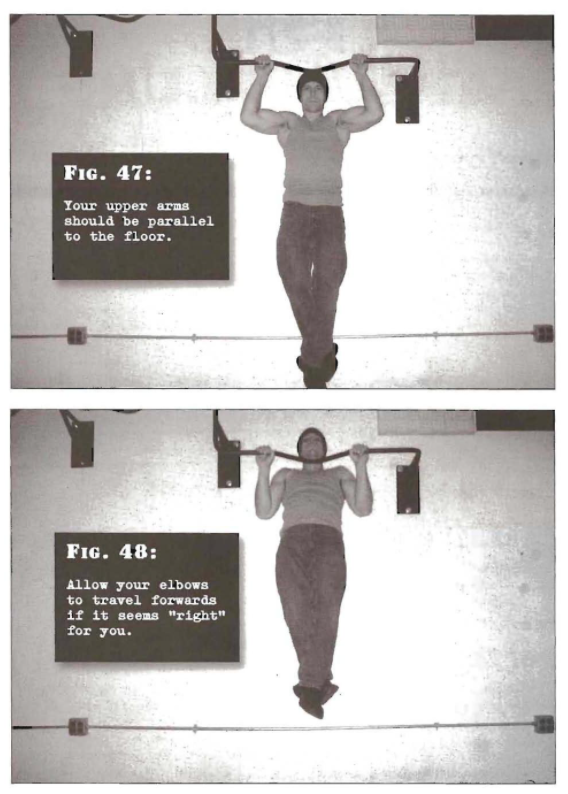 FIG. 47:
Your upper arms
should be parallel
to the floor.
FIG. 48:
Allow your elbows
to travel forwards
if it seems "right"
for you.